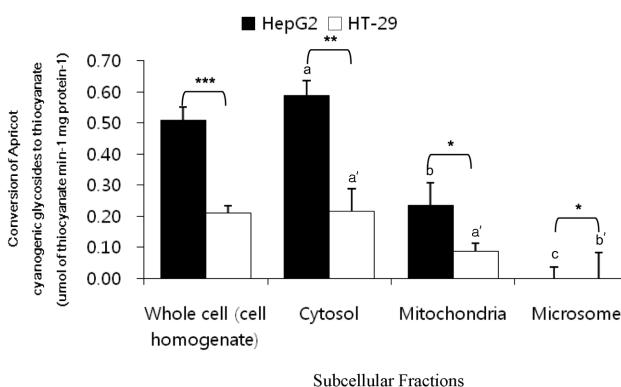 HepG2 HT-29
Conversion of Apricot
cyanogenic glycosides to thiocyanate
(umol of thiocyanate min-1 mg protein-1)
0.70
0.60
0.50
0.40
0.30
0.20
0.10
0.00
***
**
a
a'
*
b
a'
*
c
b'
Whole cell (cell
homogenate)
Cytosol
Mitochondria
Microsome
Subcellular Fractions